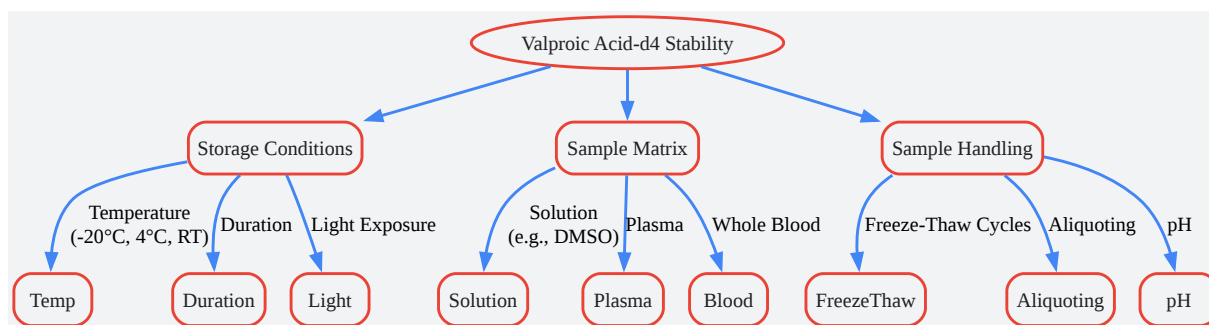 Valproic Acid-d4 Stability
Storage Conditions
Sample Matrix
Sample Handling
Temperature
(-20°C, 4°C, RT)
Duration
Light Exposure
Solution
(e.g., DMSO)
Plasma
Whole Blood
Freeze-Thaw Cycles
Aliquoting
pH
Temp
Duration
Light
Solution
Plasma
Blood
FreezeThaw
Aliquoting
pH